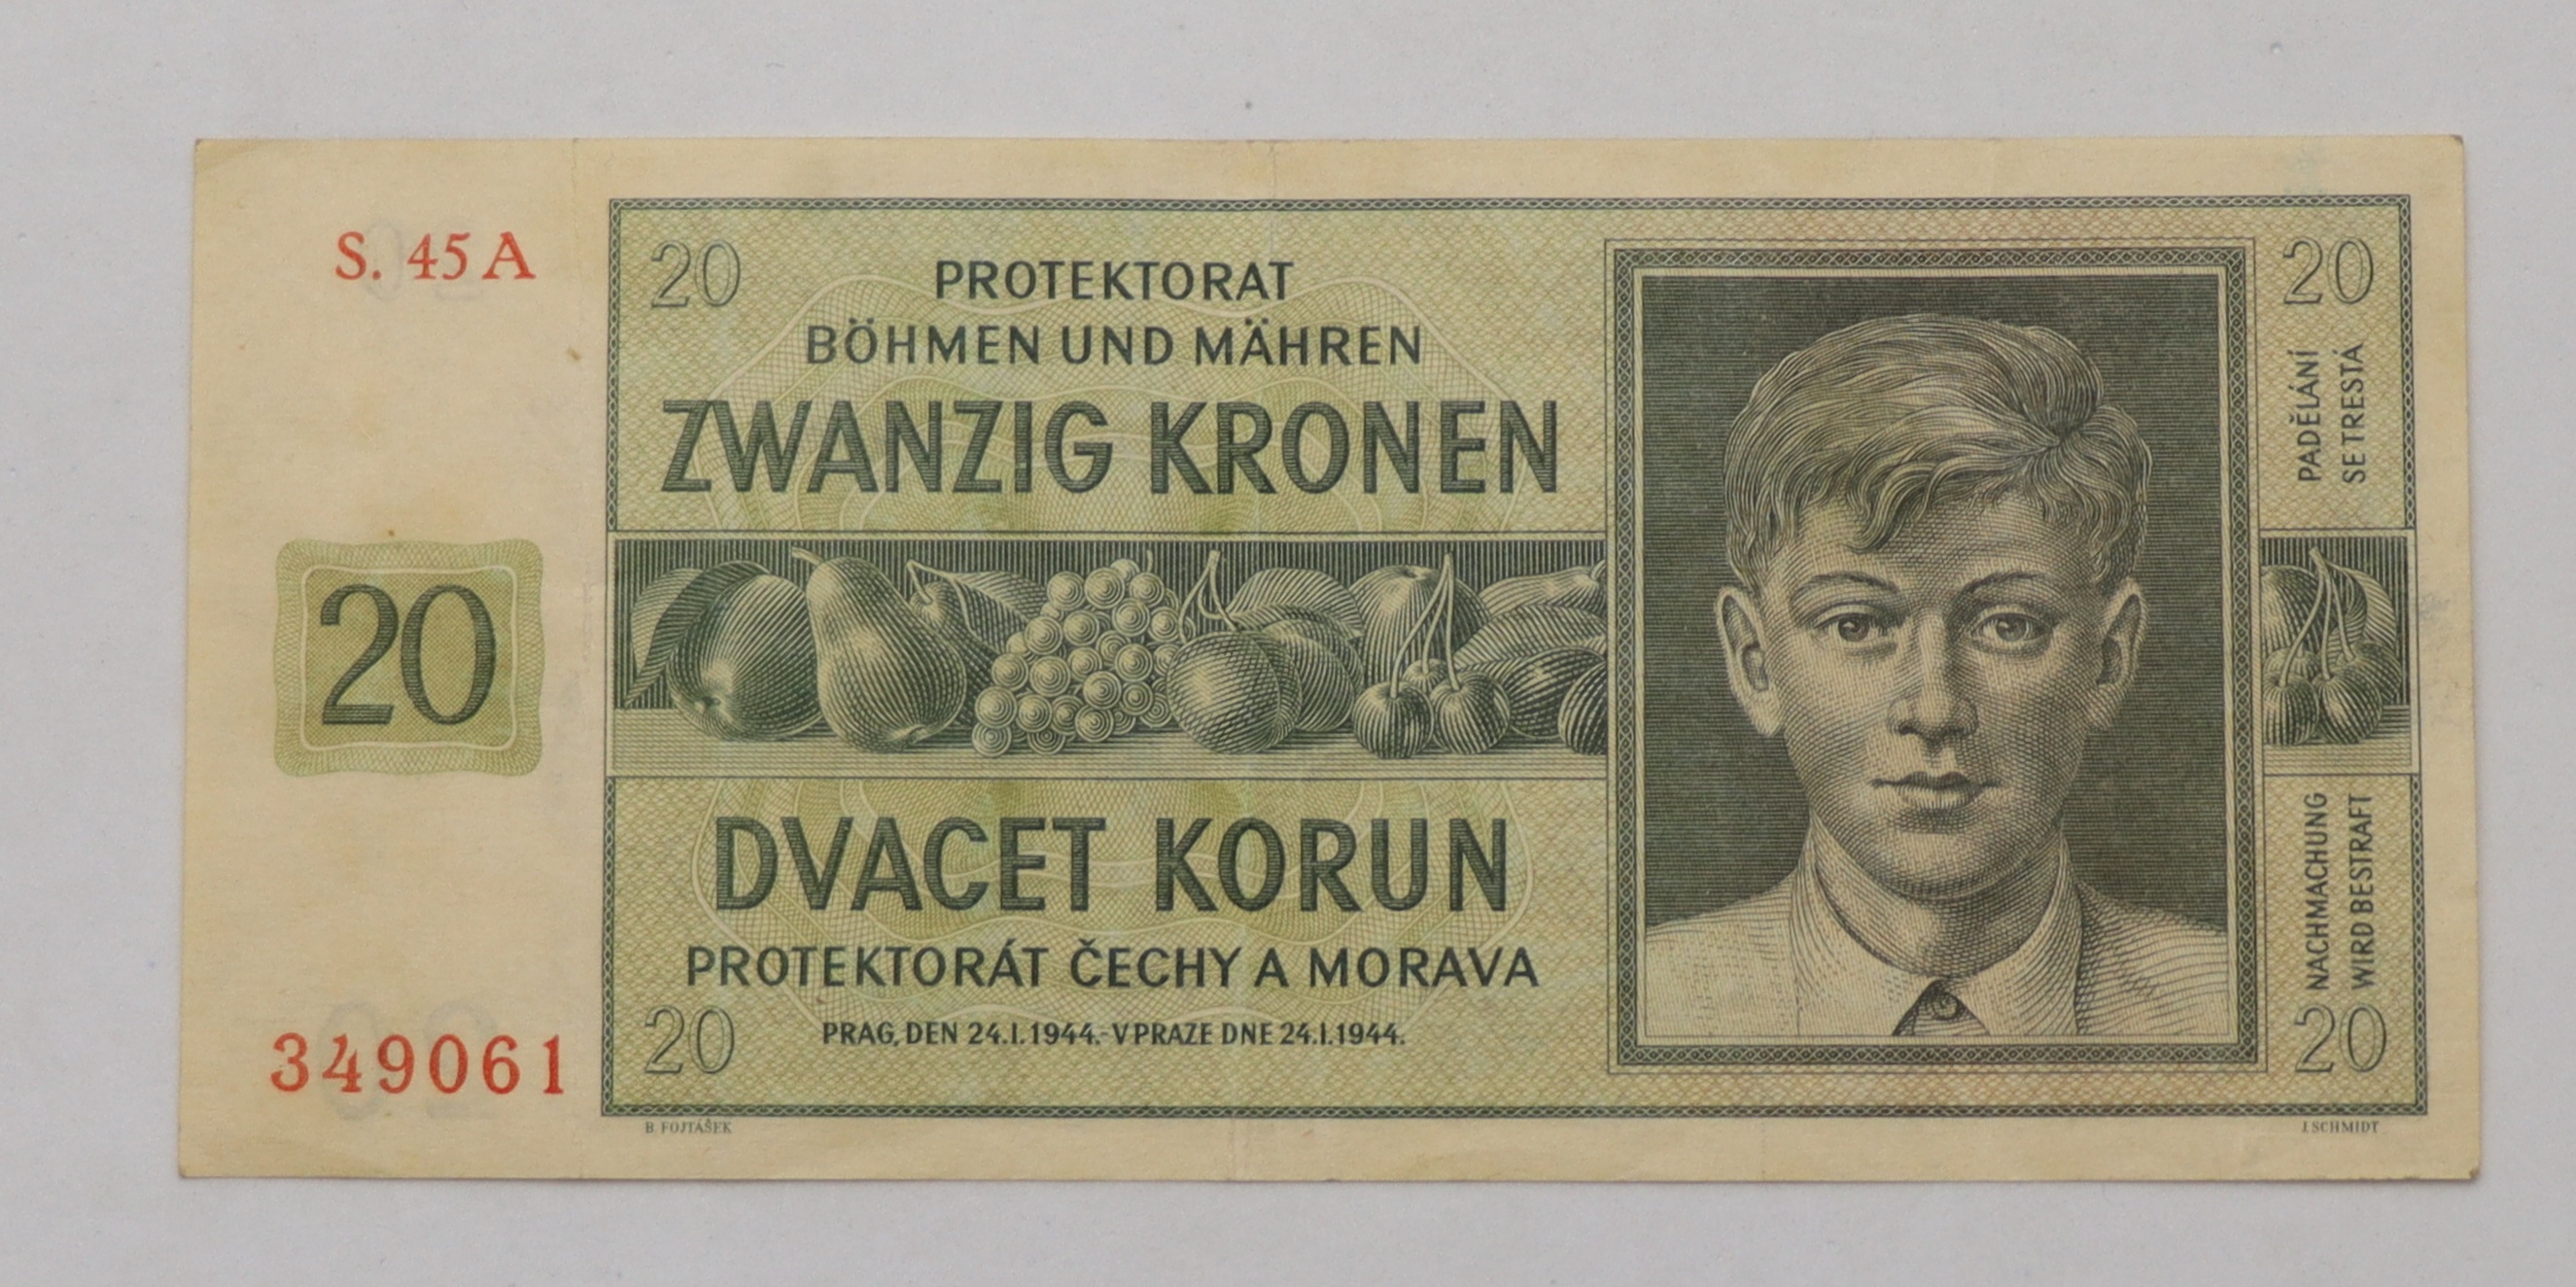 S. 45 A
20
349061
20
PROTEKTORAT
BÖHMEN UND MÄHREN
ZWANZIG KRONEN
DVACET KORUN
PROTEKTORÁT ČECHY A MORAVA
20
PRAG, DEN 24.I.1944.-V PRAZE DNE 24.I.1944.
B. FOJTÁŠEK
20
PADĚLÁNÍ
SE TRESTÁ
NACHMACHUNG
WIRD BESTRAFT
20
J. SCHMIDT